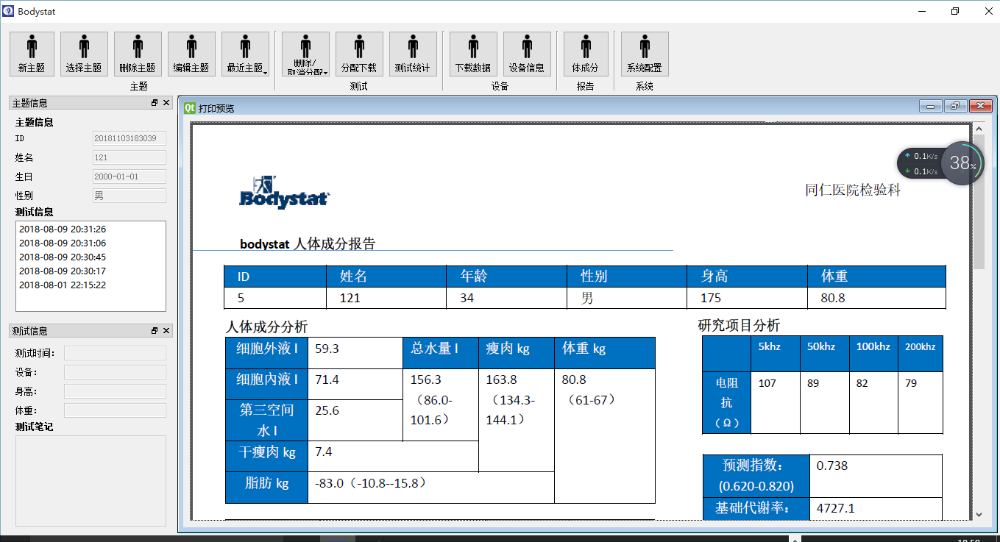 Bodystat
新主题 选择主题 删除主题 编辑主题 最近主题 删除/ 分配下载 测试统计 下载数据 设备信息 体成分 系统配置
取消分配
主题 测试 设备 报告 系统
主题信息
主题信息
ID 20181103183039
姓名 121
生日 2000-01-01
性别 男
测试信息
2018-08-09 20:31:26
2018-08-09 20:31:06
2018-08-09 20:30:45
2018-08-09 20:30:17
2018-08-01 22:15:22
测试信息
测试时间：
设备：
身高：
体重：
测试笔记
Qt 打印预览
0.1K/s
0.1K/s
38%
Bodystat
同仁医院检验科
bodystat 人体成分报告
ID 姓名 年龄 性别 身高 体重
5 121 34 男 175 80.8
人体成分分析
细胞外液 l 59.3 总水量 l 瘦肉 kg 体重 kg
细胞内液 l 71.4 156.3 163.8 80.8
（86.0- （134.3- （61-67）
第三空间 25.6 101.6） 144.1）
水 l
干瘦肉 kg 7.4
脂肪 kg -83.0（-10.8--15.8）
研究项目分析
5khz 50khz 100khz 200khz
电阻 107 89 82 79
抗
（Ω）
预测指数： 0.738
(0.620-0.820)
基础代谢率： 4727.1